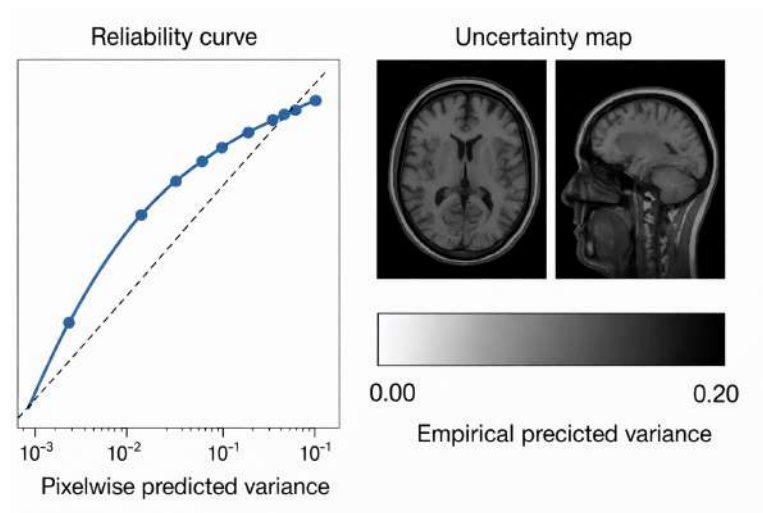 Reliability curve
Uncertainty map
10⁻³ 10⁻² 10⁻¹ 10⁻¹
Pixelwise predicted variance
0.00 0.20
Empirical precicted variance